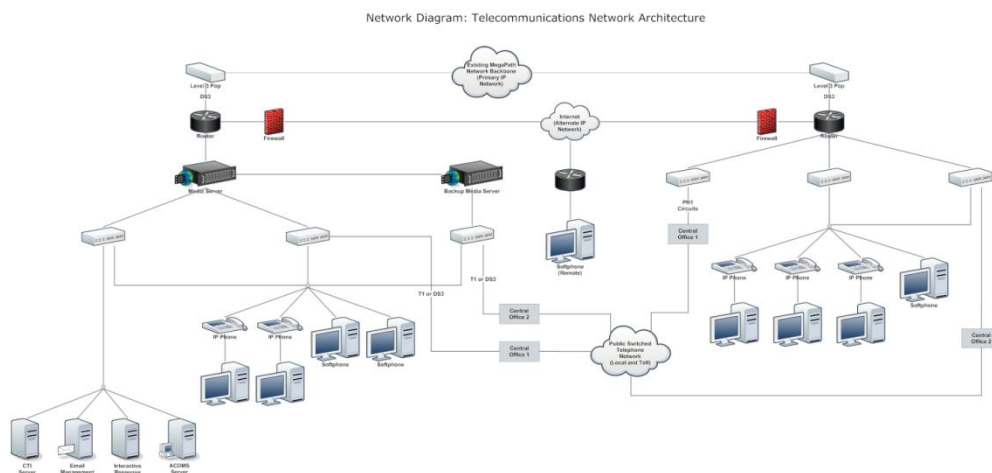 Network Diagram: Telecommunications Network Architecture
Existing MegaPath
Network Backbone
(Primary IP
Network)
Level 3 Pop
Level 3 Pop
DS3
DS3
Internet
(Alternate IP
Network)
Router
Firewall
Firewall
Router
Media Server
Backup Media Server
PRI
Circuits
Central
Office 1
Softphone
(Remote)
IP Phone
IP Phone
IP Phone
T1 or DS3
T1 or DS3
Softphone
Central
Office 2
IP Phone
IP Phone
Central
Office 2
Public Switched
Telephone
Network
(Local and Toll)
Central
Office 1
Softphone
Softphone
CTI
Server
Email
Management
Interactive
Response
ACDMS
Server